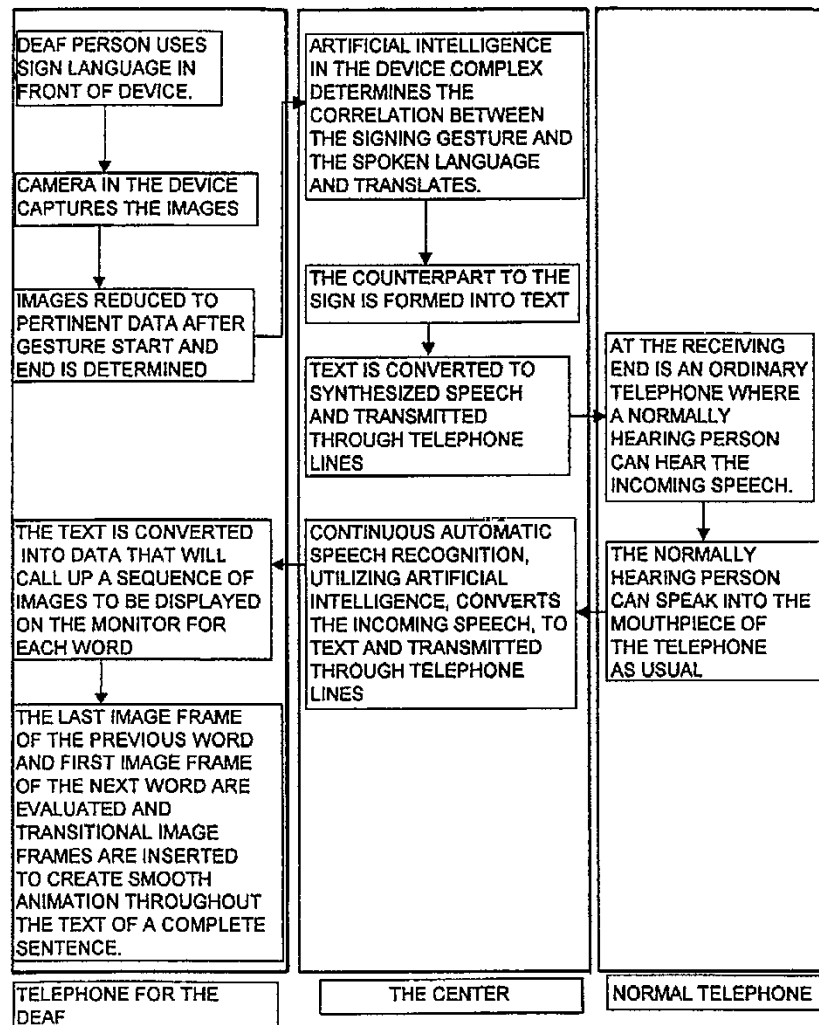 DEAF PERSON USES
SIGN LANGUAGE IN
FRONT OF DEVICE.
CAMERA IN THE DEVICE
CAPTURES THE IMAGES
IMAGES REDUCED TO
PERTINENT DATA AFTER
GESTURE START AND
END IS DETERMINED
ARTIFICIAL INTELLIGENCE
IN THE DEVICE COMPLEX
DETERMINES THE
CORRELATION BETWEEN
THE SIGNING GESTURE AND
THE SPOKEN LANGUAGE
AND TRANSLATES.
THE COUNTERPART TO THE
SIGN IS FORMED INTO TEXT
TEXT IS CONVERTED TO
SYNTHESIZED SPEECH
AND TRANSMITTED
THROUGH TELEPHONE
LINES
AT THE RECEIVING
END IS AN ORDINARY
TELEPHONE WHERE
A NORMALLY
HEARING PERSON
CAN HEAR THE
INCOMING SPEECH.
THE NORMALLY
HEARING PERSON
CAN SPEAK INTO THE
MOUTHPIECE OF
THE TELEPHONE
AS USUAL
CONTINUOUS AUTOMATIC
SPEECH RECOGNITION,
UTILIZING ARTIFICIAL
INTELLIGENCE, CONVERTS
THE INCOMING SPEECH, TO
TEXT AND TRANSMITTED
THROUGH TELEPHONE
LINES
THE TEXT IS CONVERTED
INTO DATA THAT WILL
CALL UP A SEQUENCE OF
IMAGES TO BE DISPLAYED
ON THE MONITOR FOR
EACH WORD
THE LAST IMAGE FRAME
OF THE PREVIOUS WORD
AND FIRST IMAGE FRAME
OF THE NEXT WORD ARE
EVALUATED AND
TRANSITIONAL IMAGE
FRAMES ARE INSERTED
TO CREATE SMOOTH
ANIMATION THROUGHOUT
THE TEXT OF A COMPLETE
SENTENCE.
TELEPHONE FOR THE
DEAF
THE CENTER
NORMAL TELEPHONE